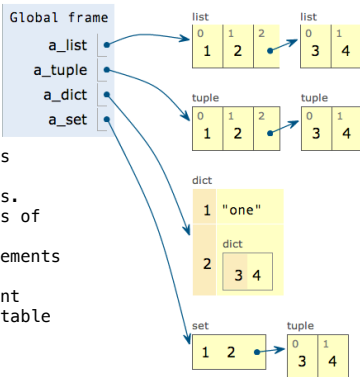 Global frame
a_list
a_tuple
a_dict
a_set
list
0 1 2
1 2
list
0 1
3 4
tuple
0 1 2
1 2
tuple
0 1
3 4
dict
1 "one"
2
dict
3 4
set
1 2
tuple
0 1
3 4
s
s.
s of
ements
nt
table